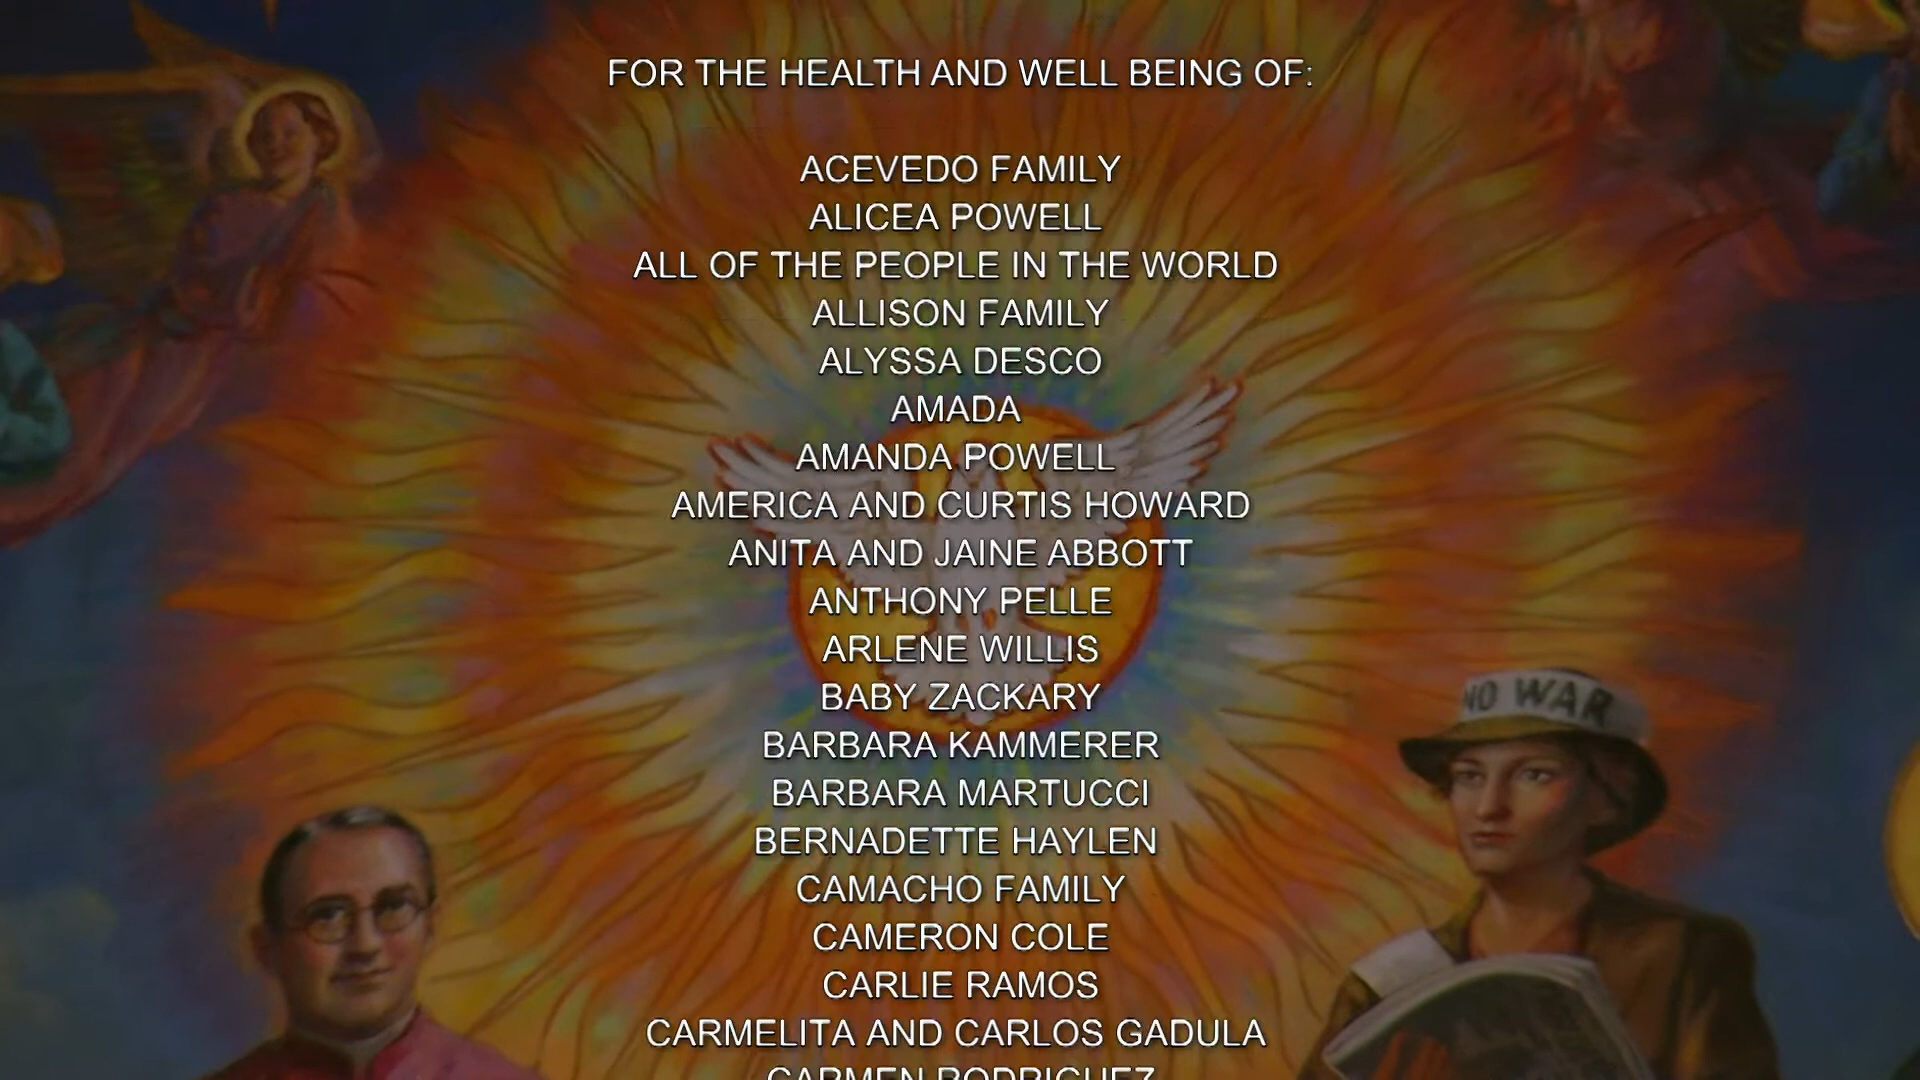 FOR THE HEALTH AND WELL BEING OF:
ACEVEDO FAMILY
ALICEA POWELL
ALL OF THE PEOPLE IN THE WORLD
ALLISON FAMILY
ALYSSA DESCO
AMADA
AMANDA POWELL
AMERICA AND CURTIS HOWARD
ANITA AND JAINE ABBOTT
ANTHONY PELLE
ARLENE WILLIS
BABY ZACKARY
NO WAR
BARBARA KAMMERER
BARBARA MARTUCCI
BERNADETTE HAYLEN
CAMACHO FAMILY
CAMERON COLE
CARLIE RAMOS
CARMELITA AND CARLOS GADULA
CARMEN RODRIGUEZ